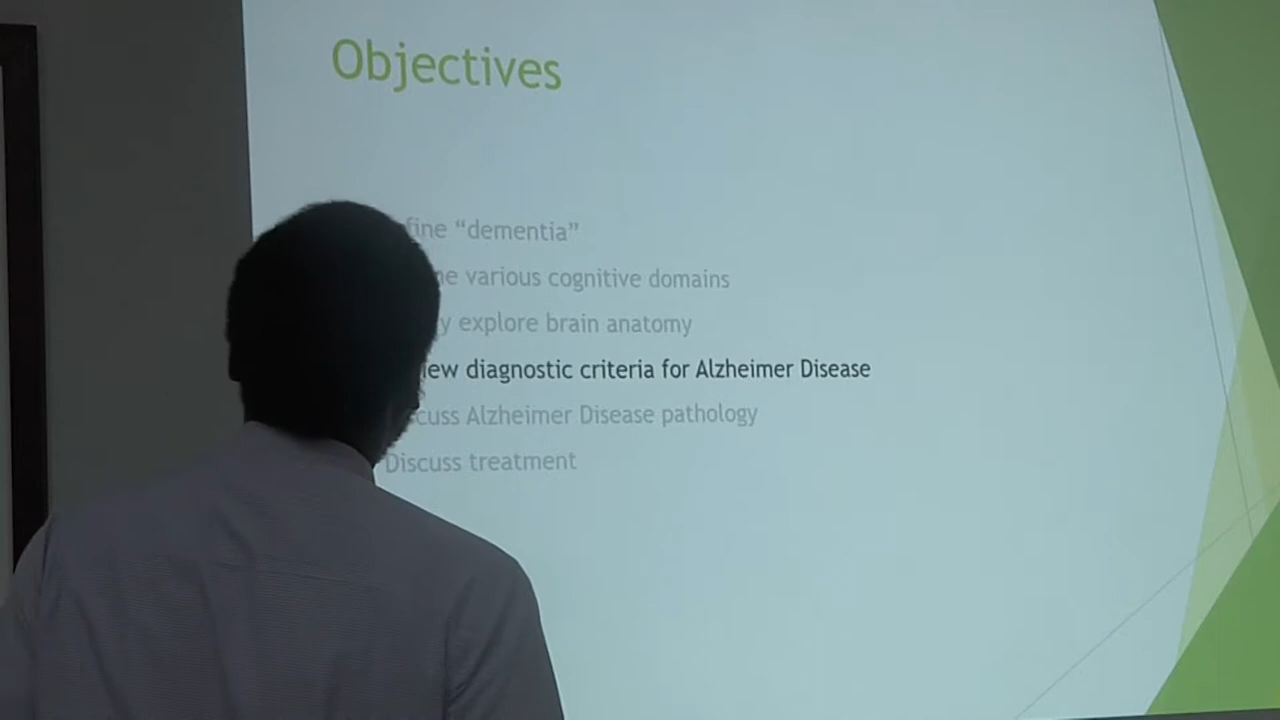 Objectives
fine “dementia”
ne various cognitive domains
y explore brain anatomy
iew diagnostic criteria for Alzheimer Disease
scuss Alzheimer Disease pathology
Discuss treatment